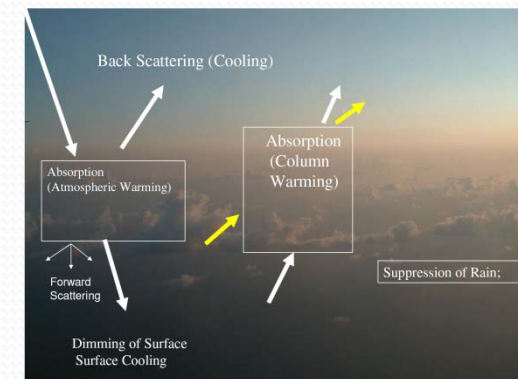 Back Scattering (Cooling)
Absorption
(Atmospheric Warming)
Absorption
(Column
Warming)
Forward
Scattering
Suppression of Rain;
Dimming of Surface
Surface Cooling